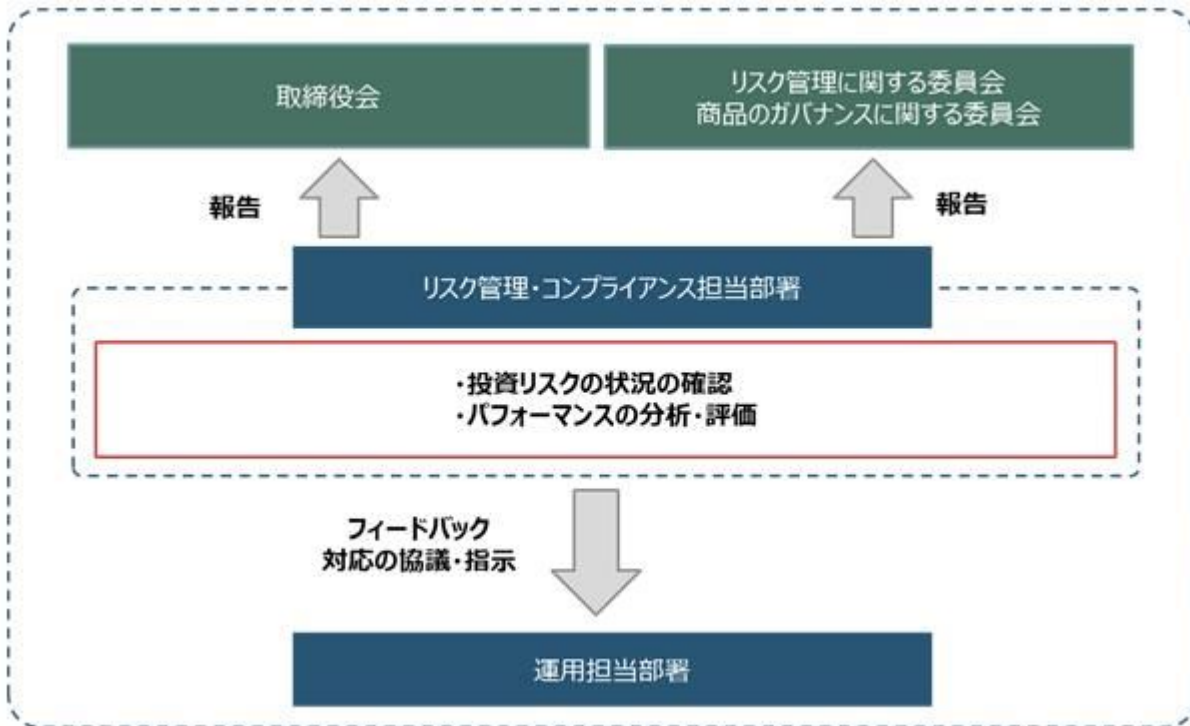 取締役会
リスク管理に関する委員会
商品のガバナンスに関する委員会
報告
報告
リスク管理・コンプライアンス担当部署
・投資リスクの状況の確認
・パフォーマンスの分析・評価
フィードバック
対応の協議・指示
運用担当部署